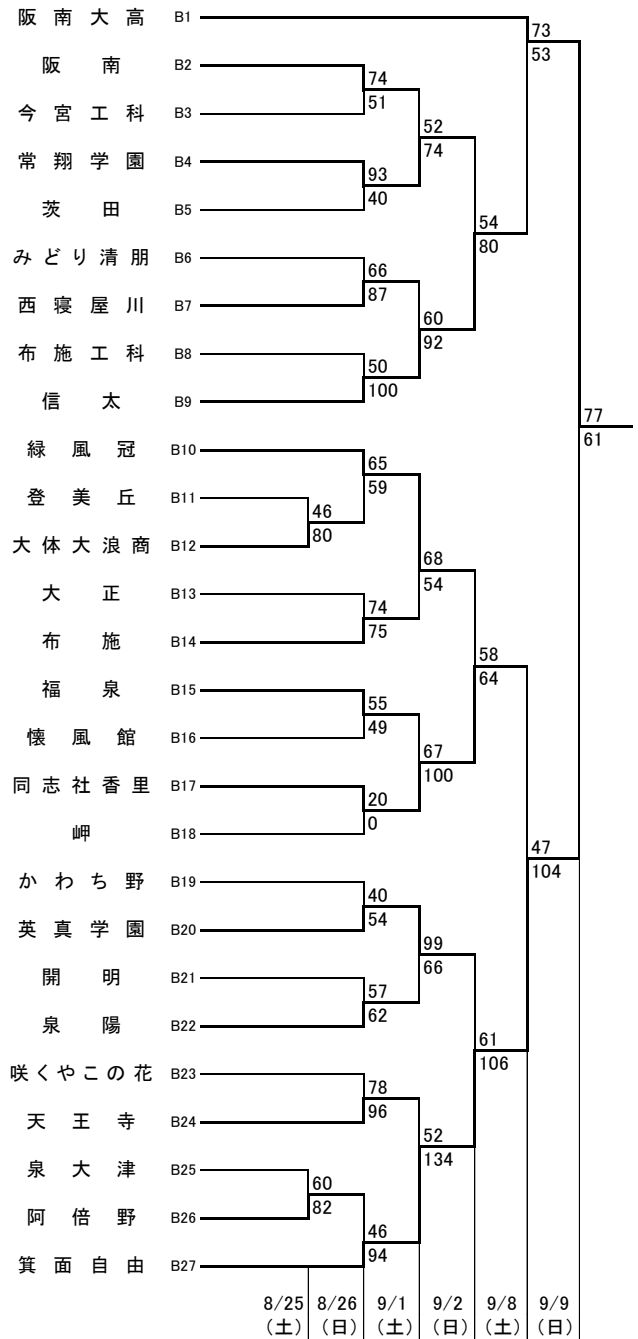 阪南大高 B1
73
53
阪南 B2
74
51
今宮工科 B3
52
74
常翔学園 B4
93
40
茨田 B5
54
80
みどり清朋 B6
66
87
西寝屋川 B7
60
92
布施工科 B8
50
100
信太 B9
77
61
緑風冠 B10
65
59
登美丘 B11
46
80
大体大浪商 B12
68
54
大正 B13
74
75
布施 B14
58
64
福泉 B15
55
49
懐風館 B16
67
100
同志社香里 B17
20
0
岬 B18
47
104
かわち野 B19
40
54
英真学園 B20
99
66
開明 B21
57
62
泉陽 B22
61
106
咲くやこの花 B23
78
96
天王寺 B24
52
134
泉大津 B25
60
82
阿倍野 B26
46
94
箕面自由 B27
8/25 8/26 9/1 9/2 9/8 9/9
(土) (日) (土) (日) (土) (日)